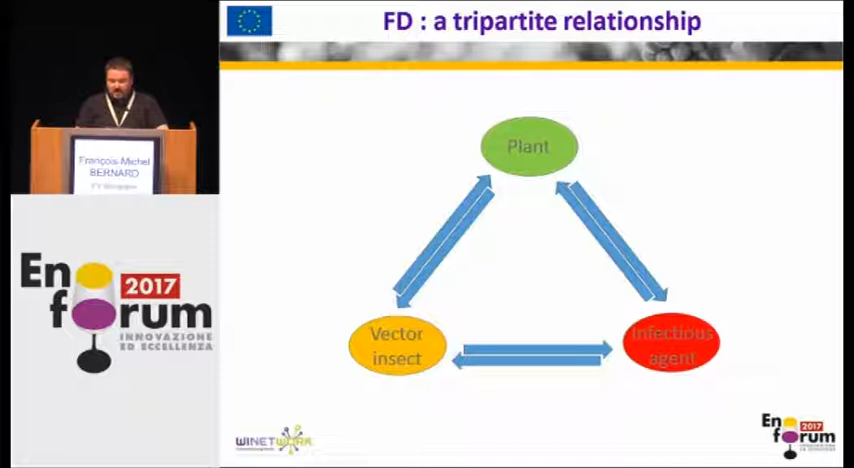 FD : a tripartite relationship
François-Michel
BERNARD
Plant
Vector
insect
Infectious
agent
En
2017
forum
INNOVAZIONE
ED ECCELLENZA
WINETWORK
En
2017
forum